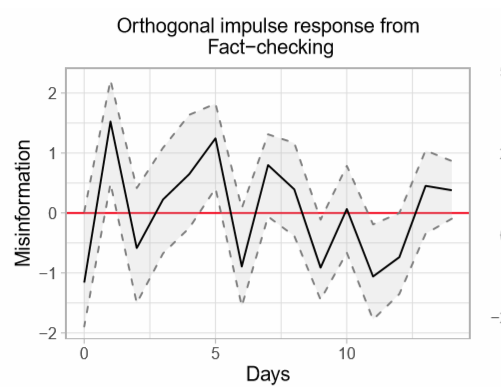 Orthogonal impulse response from
Fact−checking
Misinformation
2
1
0
−1
−2
0 5 10
Days